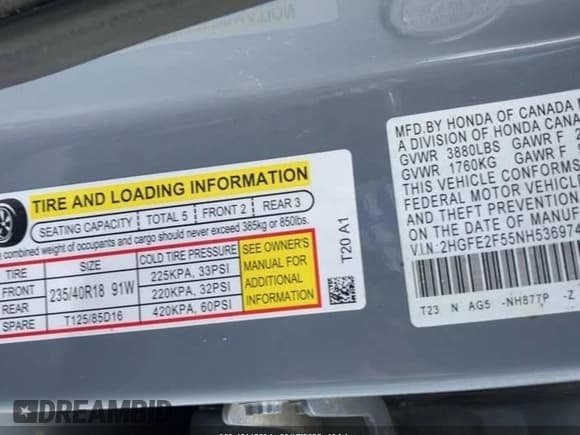 TIRE AND LOADING INFORMATION
SEATING CAPACITY TOTAL 5 FRONT 2 REAR 3
combined weight of occupants and cargo should never exceed 385kg or 850lbs.
TIRE SIZE COLD TIRE PRESSURE
FRONT 235/40R18 91W 225KPA, 33PSI
REAR 220KPA, 32PSI
SPARE T125/85D16 420KPA, 60PSI
SEE OWNER'S
MANUAL FOR
ADDITIONAL
INFORMATION
T20 A1
MFD.BY HONDA OF CANADA
A DIVISION OF HONDA CANA
GVWR 3880LBS GAWR F
GVWR 1760KG GAWR F
THIS VEHICLE CONFORMS
FEDERAL MOTOR VEHICLE
AND THEFT PREVENTION
DATE OF MANUF
V.I.N:2HGFE2F55NH536974
T23 N AG5 -NH877P -Z
DREAMBID